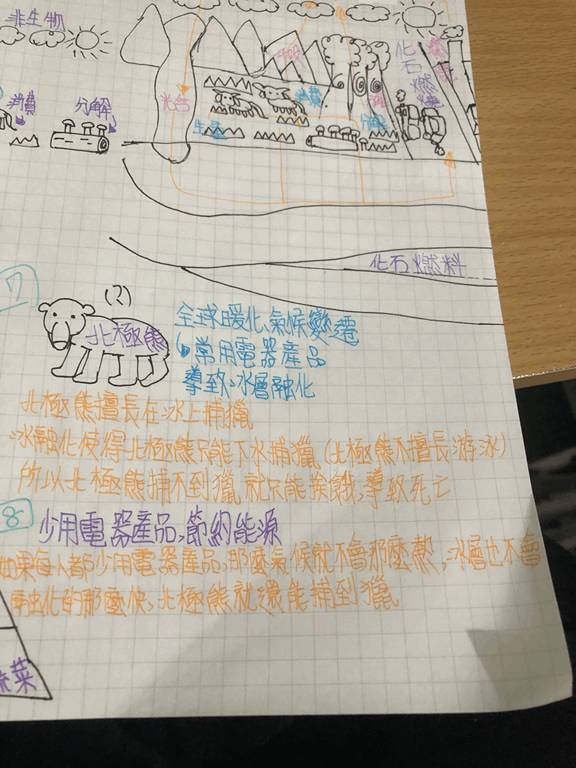 非生物
消費
分解
光合
生產
消費
分解
化石燃
化石燃料
7
(2)
北極熊
全球暖化,氣候變遷
常用電器產品
導致冰層融化
北極熊擅長在冰上捕獵
冰融化使得北極熊只能下水捕獵(北極熊不擅長游泳)
所以北極熊捕不到獵,就只能挨餓,導致死亡
8
少用電器產品,節約能源
如果每人都少用電器產品,那麼氣候就不會那麼熱,冰層也不會
融化的那麼快,北極熊就還能捕到獵
菜